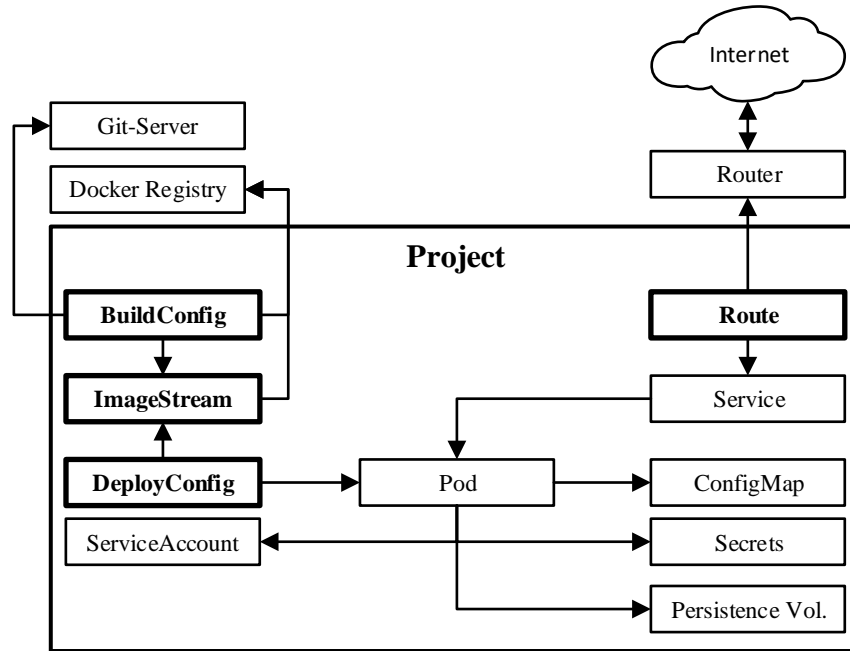 Internet
Git-Server
Docker Registry
Router
Project
BuildConfig
Route
ImageStream
Service
DeployConfig
Pod
ConfigMap
ServiceAccount
Secrets
Persistence Vol.